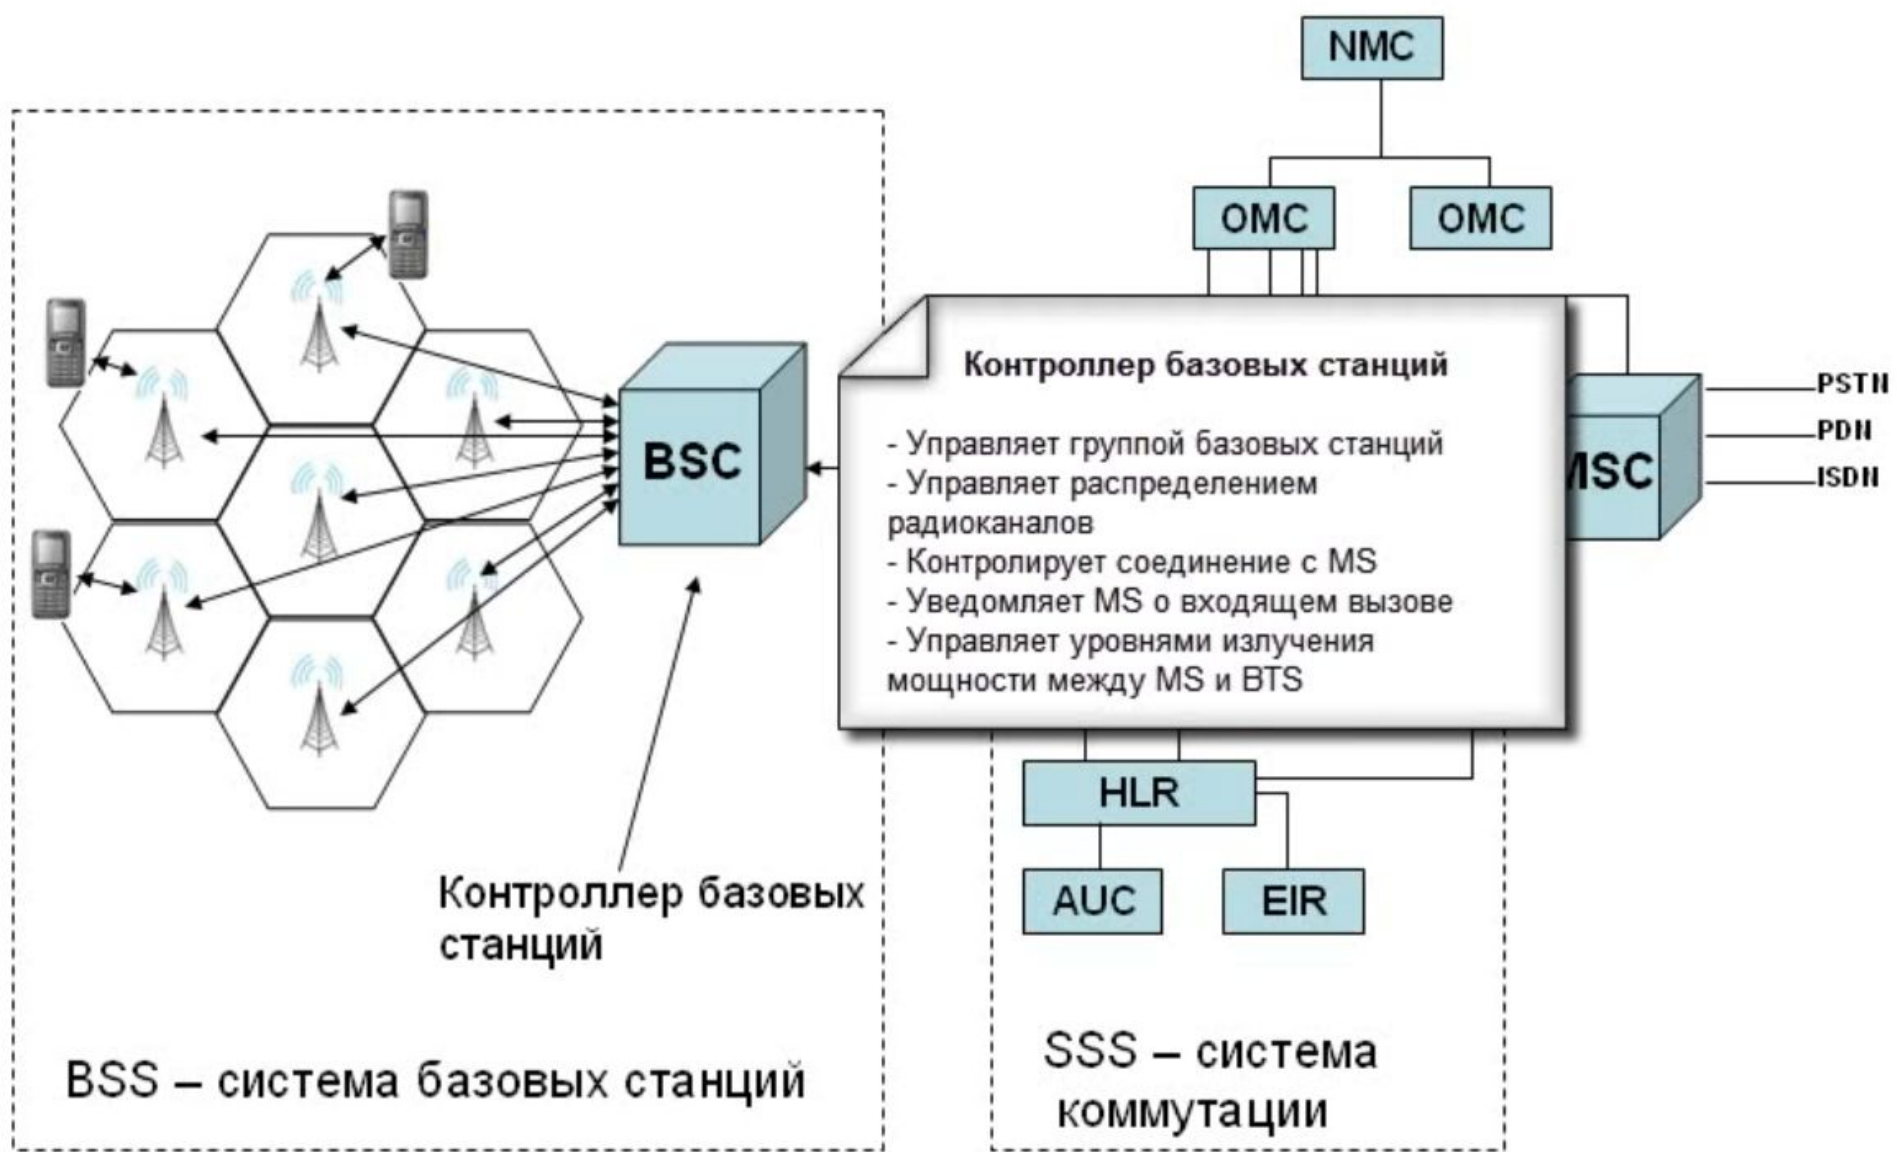 NMC
OMC
OMC
Контроллер базовых станций
- Управляет группой базовых станций
- Управляет распределением
радиоканалов
- Контролирует соединение с MS
- Уведомляет MS о входящем вызове
- Управляет уровнями излучения
мощности между MS и BTS
BSC
MSC
PSTN
PDN
ISDN
HLR
AUC
EIR
Контроллер базовых
станций
BSS – система базовых станций
SSS – система
коммутации